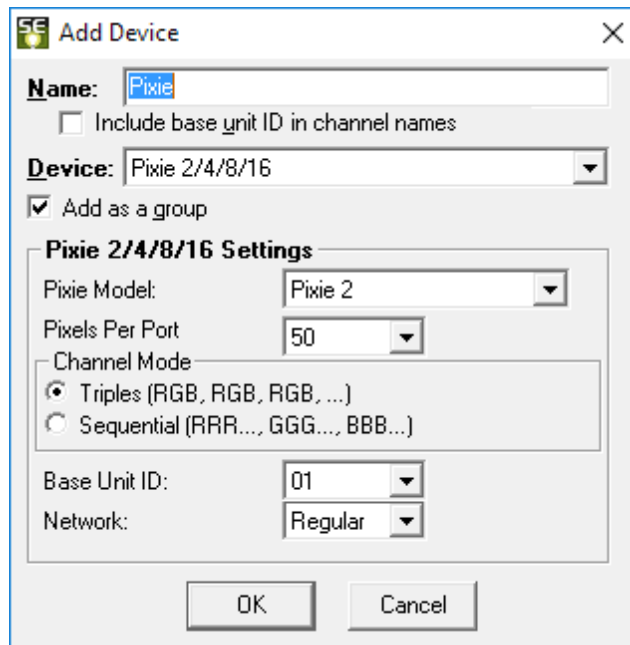 SE Add Device
Name: Pixie
Include base unit ID in channel names
Device: Pixie 2/4/8/16
Add as a group
Pixie 2/4/8/16 Settings
Pixie Model: Pixie 2
Pixels Per Port 50
Channel Mode
Triples (RGB, RGB, RGB, ...)
Sequential (RRR..., GGG..., BBB...)
Base Unit ID: 01
Network: Regular
OK Cancel